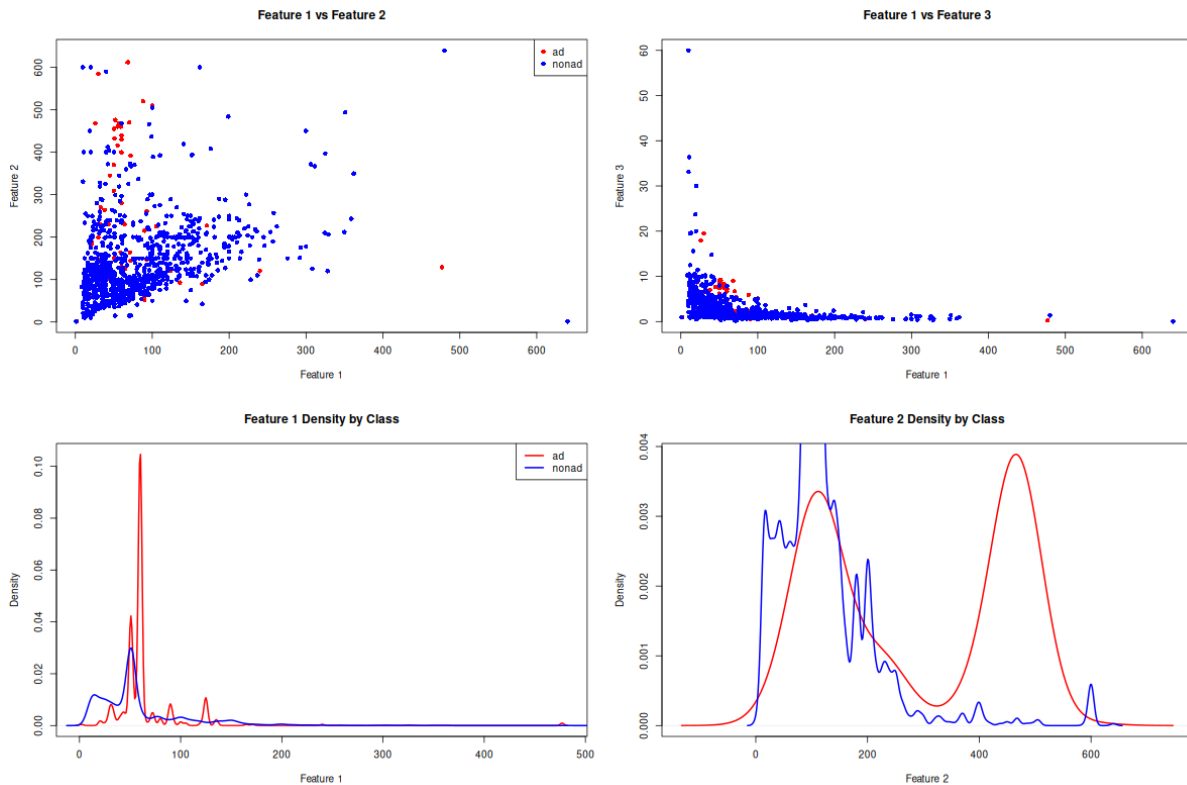 Feature 1 vs Feature 2
Feature 2
0 100 200 300 400 500 600
0 100 200 300 400 500 600
Feature 1
ad
nonad
Feature 1 vs Feature 3
Feature 3
0 10 20 30 40 50 60
0 100 200 300 400 500 600
Feature 1
Feature 1 Density by Class
Density
0.00 0.02 0.04 0.06 0.08 0.10
0 100 200 300 400 500
Feature 1
ad
nonad
Feature 2 Density by Class
Density
0.000 0.001 0.002 0.003 0.004
0 200 400 600
Feature 2